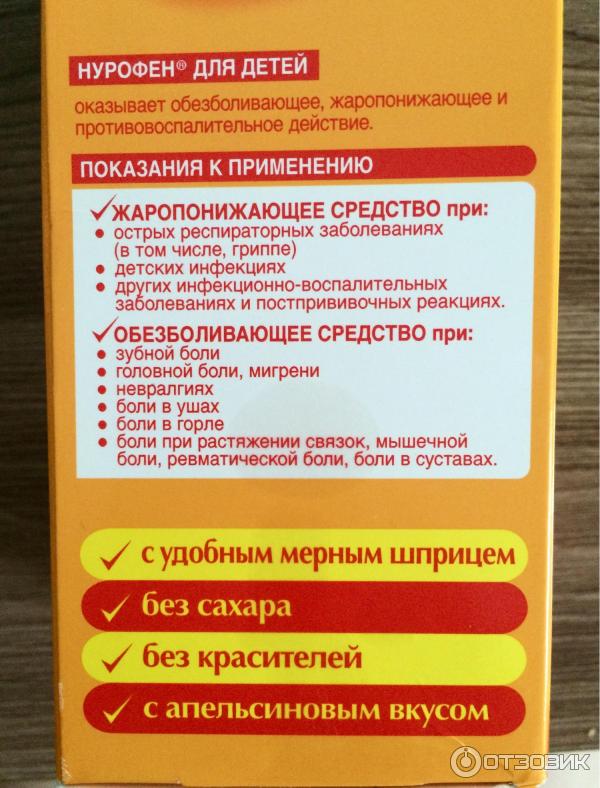 НУРОФЕН® ДЛЯ ДЕТЕЙ
оказывает обезболивающее, жаропонижающее и
противовоспалительное действие.
ПОКАЗАНИЯ К ПРИМЕНЕНИЮ
✓ЖАРОПОНИЖАЮЩЕЕ СРЕДСТВО при:
• острых респираторных заболеваниях
(в том числе, гриппе)
• детских инфекциях
• других инфекционно-воспалительных
заболеваниях и постпрививочных реакциях.
✓ОБЕЗБОЛИВАЮЩЕЕ СРЕДСТВО при:
• зубной боли
• головной боли, мигрени
• невралгиях
• боли в ушах
• боли в горле
• боли при растяжении связок, мышечной
боли, ревматической боли, боли в суставах.
✓ с удобным мерным шприцем
✓ без сахара
✓ без красителей
✓ с апельсиновым вкусом
ОТЗОВИК